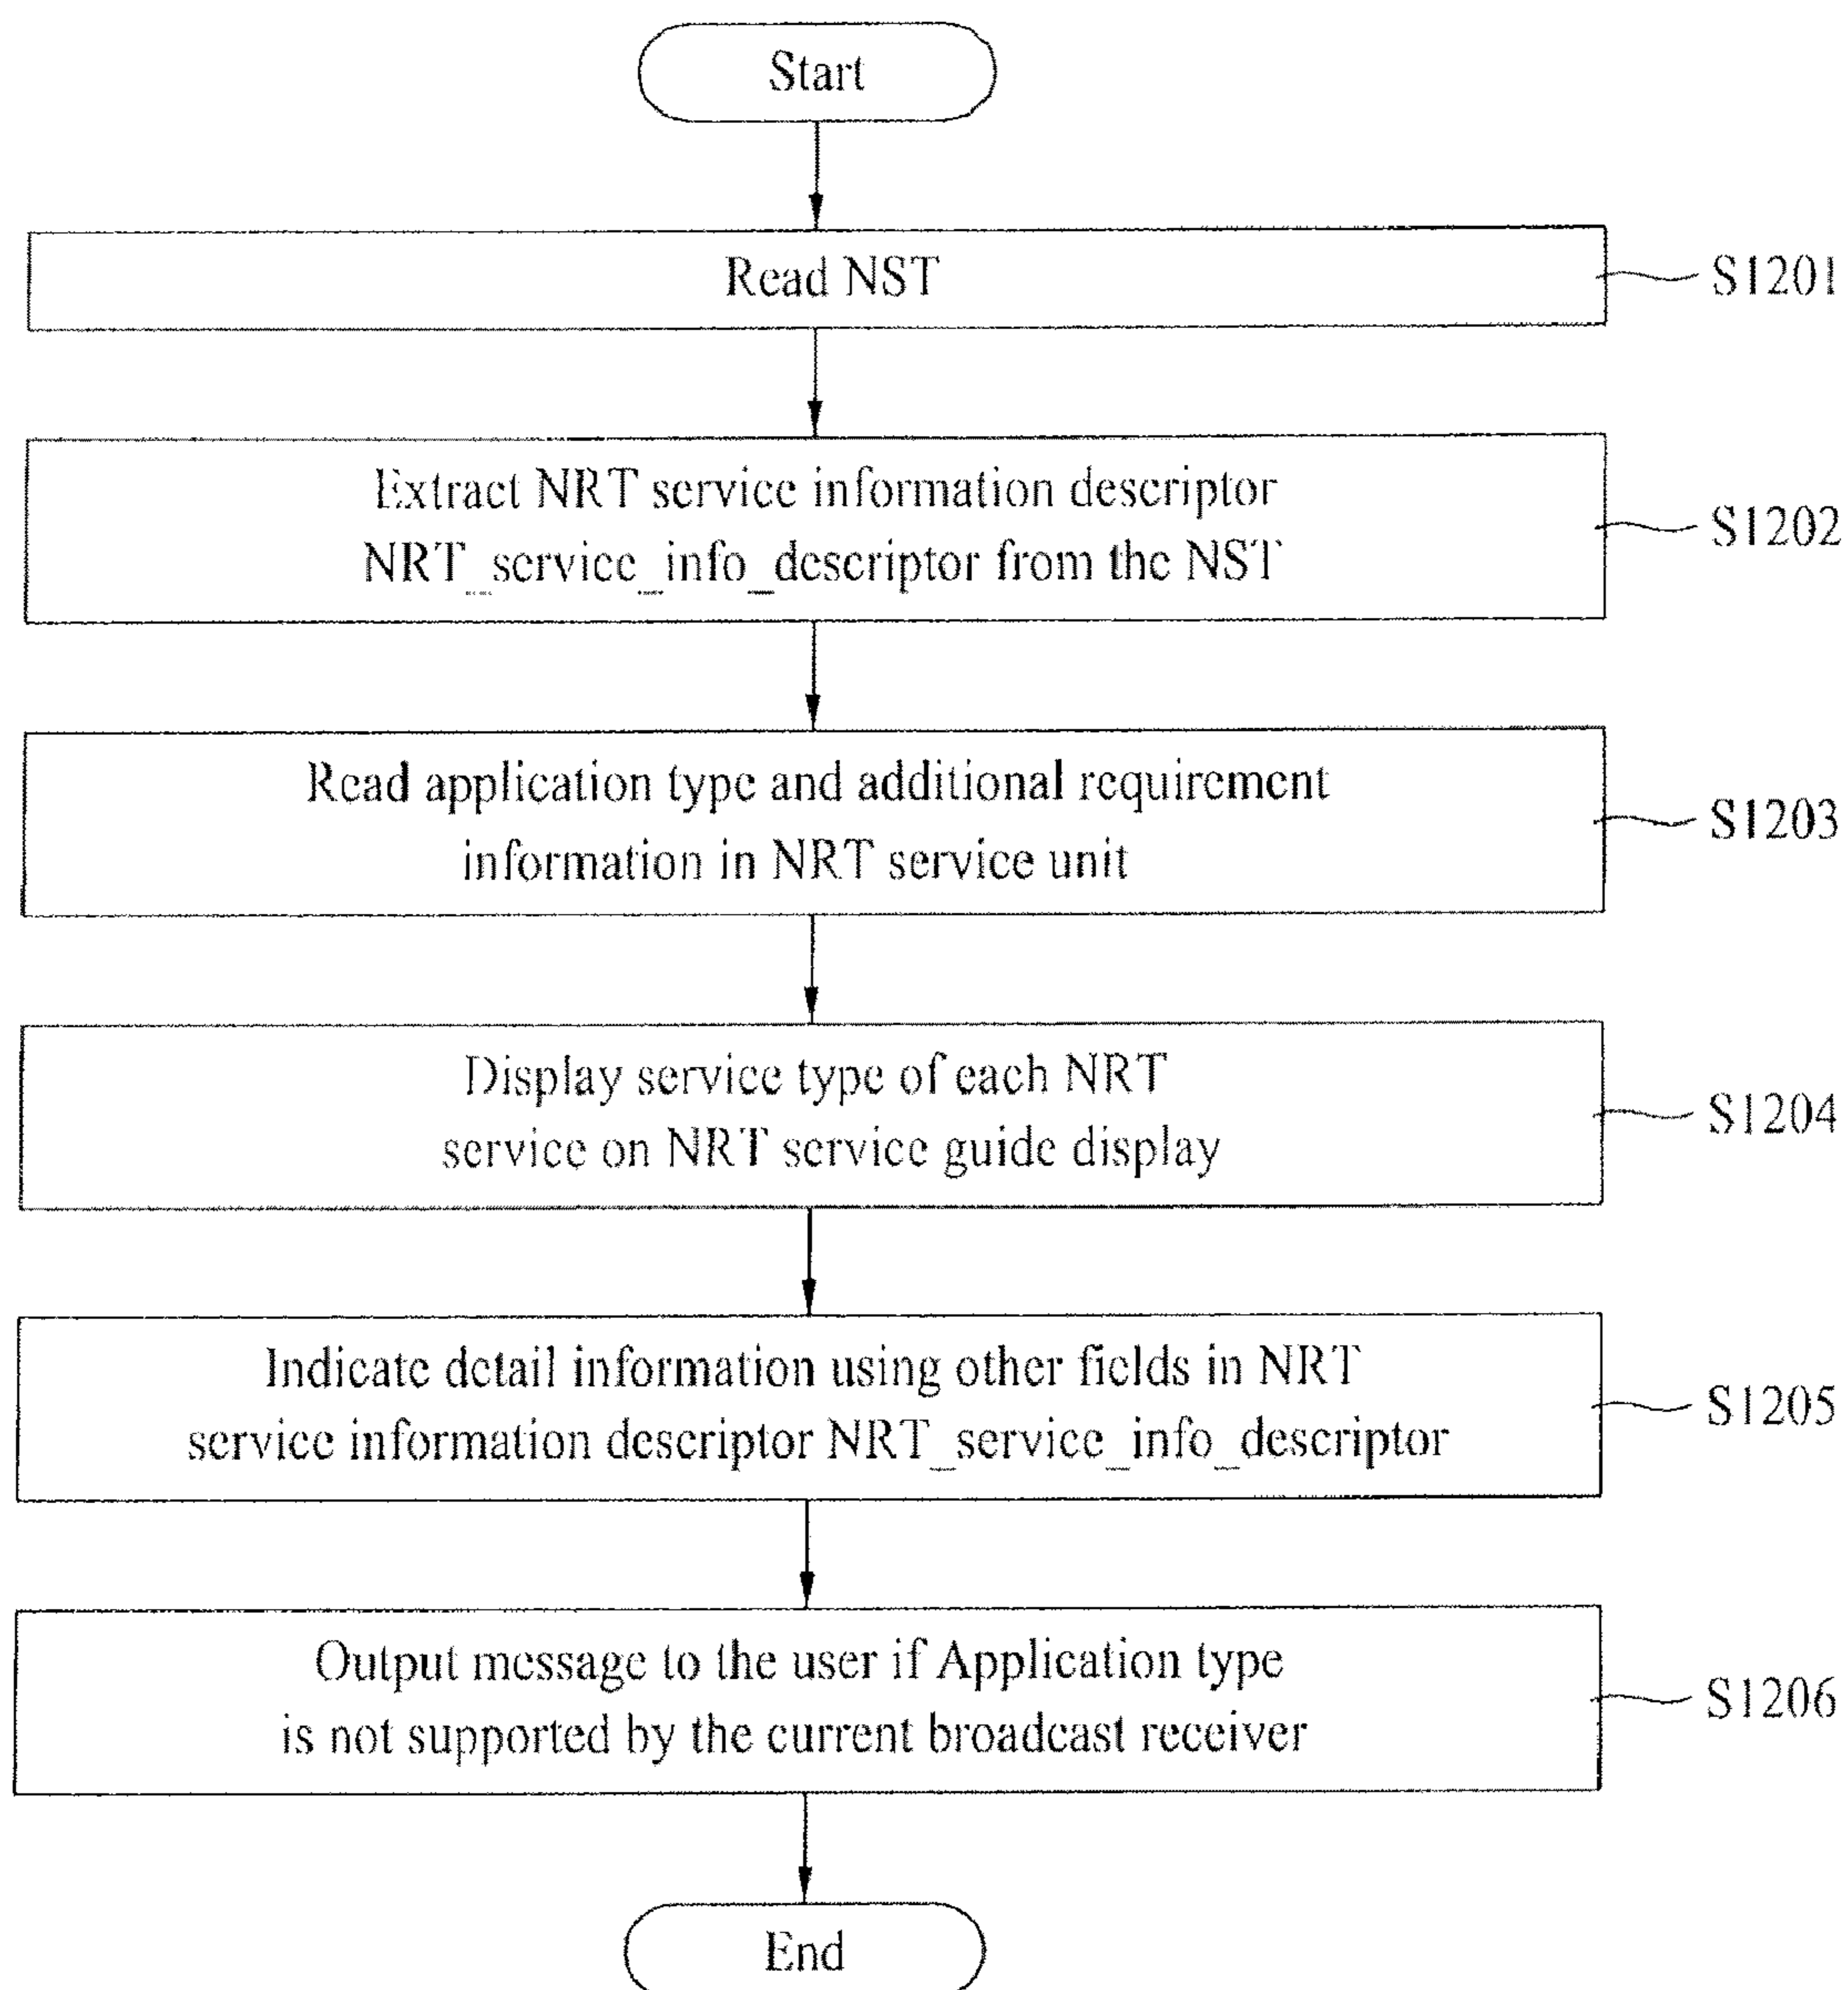 Start
Read NST
S1201
Extract NRT service information descriptor
NRT_service_info_descriptor from the NST
S1202
Read application type and additional requirement
information in NRT service unit
S1203
Display service type of each NRT
service on NRT service guide display
S1204
Indicate detail information using other fields in NRT
service information descriptor NRT_service_info_descriptor
S1205
Output message to the user if Application type
is not supported by the current broadcast receiver
S1206
End